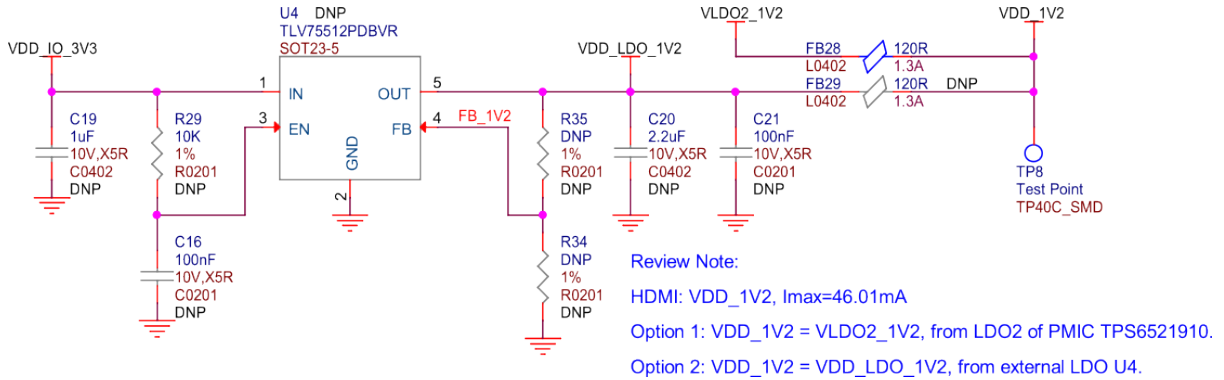 U4 DNP
TLV75512PDBVR
SOT23-5
VDD_IO_3V3
1
IN
3
EN
GND
2
OUT
5
FB
4
FB_1V2
C19
1uF
10V,X5R
C0402
DNP
R29
10K
1%
R0201
DNP
C16
100nF
10V,X5R
C0201
DNP
R35
DNP
1%
R0201
DNP
R34
DNP
1%
R0201
DNP
VDD_LDO_1V2
C20
2.2uF
10V,X5R
C0402
DNP
C21
100nF
10V,X5R
C0201
DNP
VLDO2_1V2
FB28 120R
L0402 1.3A
FB29 120R DNP
L0402 1.3A
VDD_1V2
TP8
Test Point
TP40C_SMD
Review Note:
HDMI: VDD_1V2, Imax=46.01mA
Option 1: VDD_1V2 = VLDO2_1V2, from LDO2 of PMIC TPS6521910.
Option 2: VDD_1V2 = VDD_LDO_1V2, from external LDO U4.